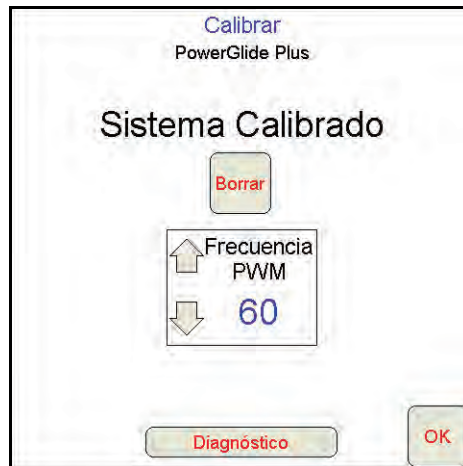 Calibrar
PowerGlide Plus
Sistema Calibrado
Borrar
Frecuencia
PWM
60
Diagnóstico
OK